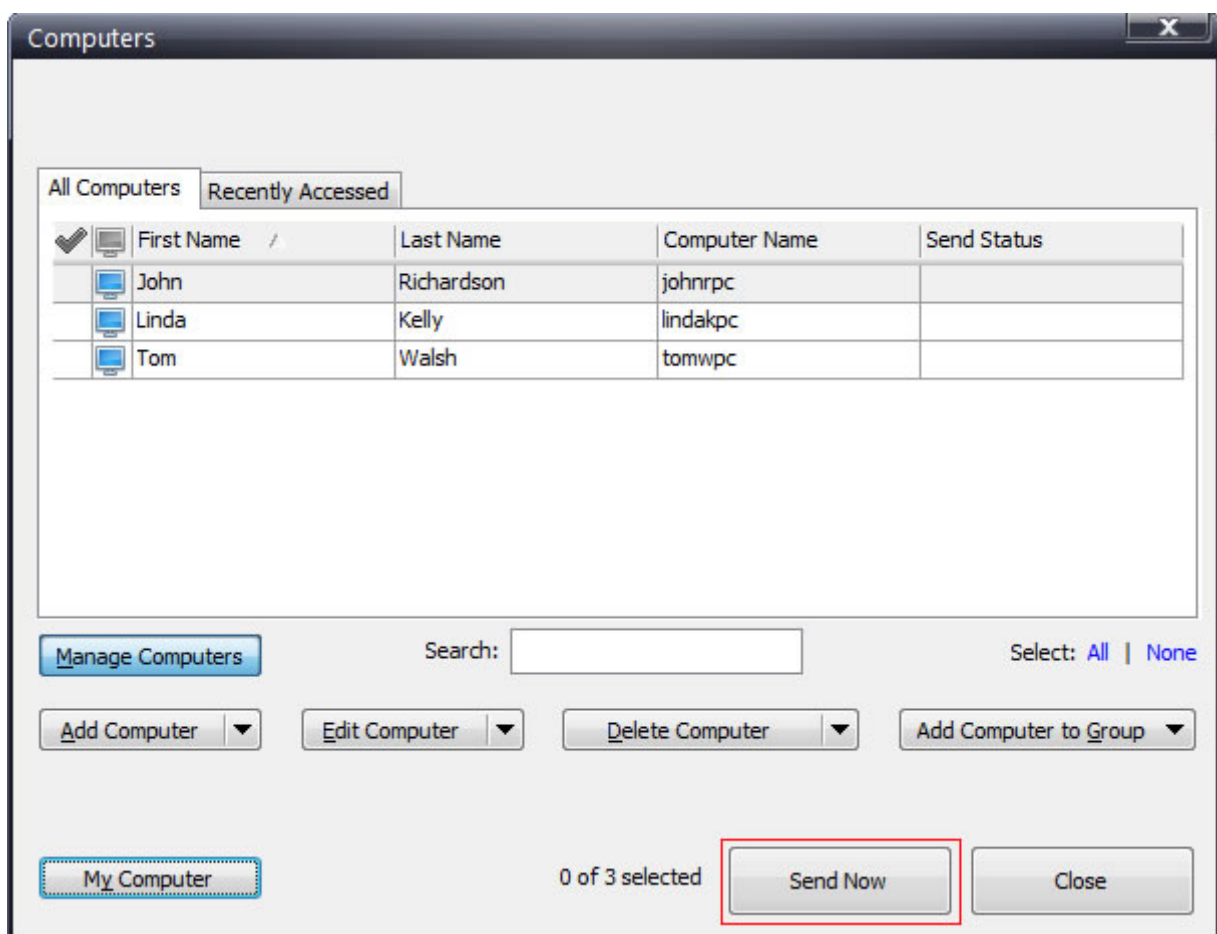 Computers
All Computers Recently Accessed
First Name Last Name Computer Name Send Status
John Richardson johnrpc
Linda Kelly lindakpc
Tom Walsh tomwpc
Manage Computers Search: Select: All | None
Add Computer Edit Computer Delete Computer Add Computer to Group
My Computer 0 of 3 selected Send Now Close